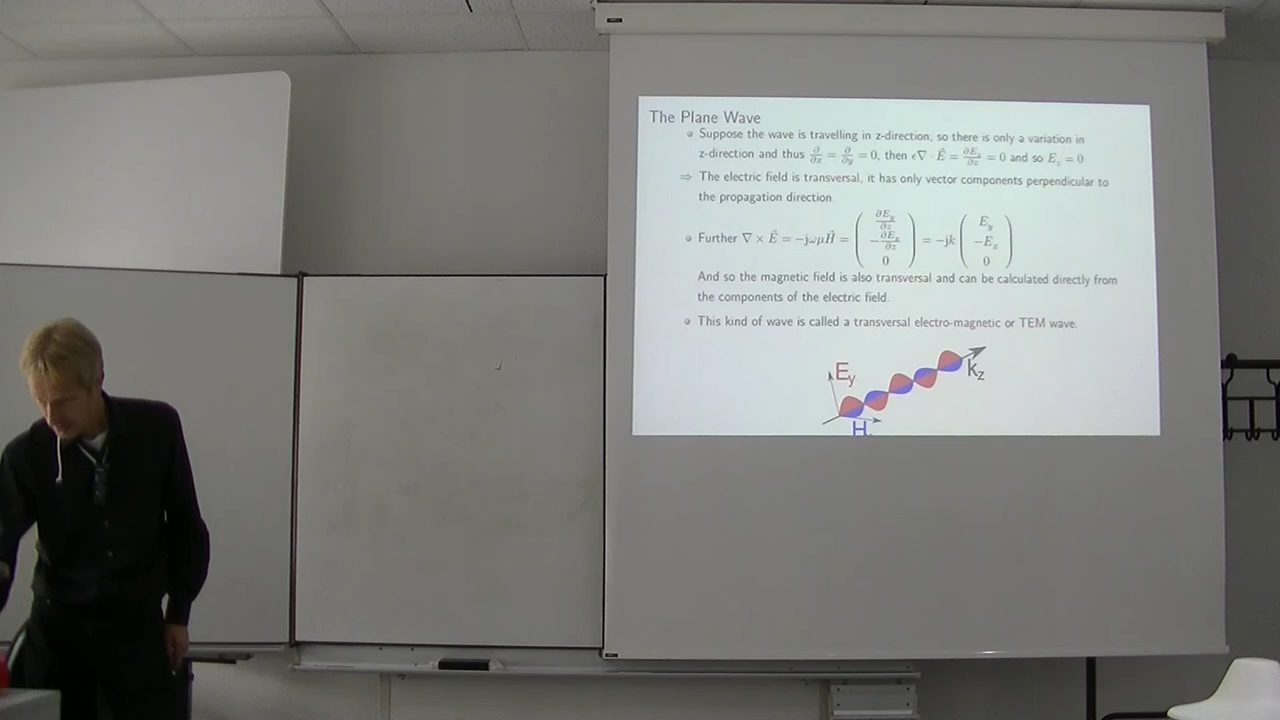 The Plane Wave
Suppose the wave is travelling in z-direction, so there is only a variation in
z-direction and thus ∂/∂x = ∂/∂y = 0, then ϵ∇ · E⃗ = ∂E_z/∂z = 0 and so E_z = 0
⇒ The electric field is transversal, it has only vector components perpendicular to
the propagation direction.
Further ∇ × E⃗ = −jωμH⃗ = ( ∂E_y/∂z −∂E_x/∂z 0 ) = −jk ( E_y −E_x 0 )
And so the magnetic field is also transversal and can be calculated directly from
the components of the electric field.
This kind of wave is called a transversal electro-magnetic or TEM wave.
E_y
k_z
H